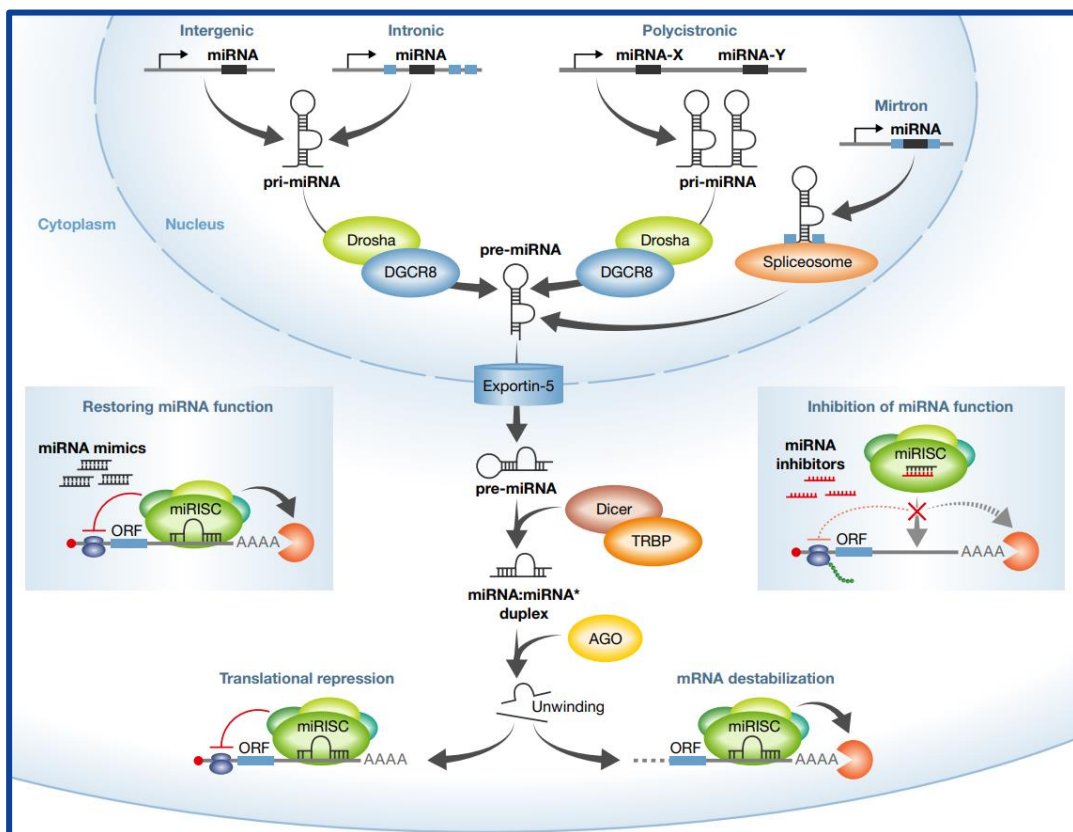 Intergenic
miRNA
Intronic
miRNA
Polycistronic
miRNA-X
miRNA-Y
Mirtron
miRNA
pri-miRNA
pri-miRNA
Cytoplasm
Nucleus
Drosha
DGCR8
pre-miRNA
Drosha
DGCR8
Spliceosome
Exportin-5
Restoring miRNA function
miRNA mimics
miRISC
ORF
AAAA
pre-miRNA
Dicer
TRBP
miRNA:miRNA*
duplex
AGO
Unwinding
Inhibition of miRNA function
miRNA
inhibitors
miRISC
ORF
AAAA
Translational repression
miRISC
ORF
AAAA
mRNA destabilization
miRISC
ORF
AAAA